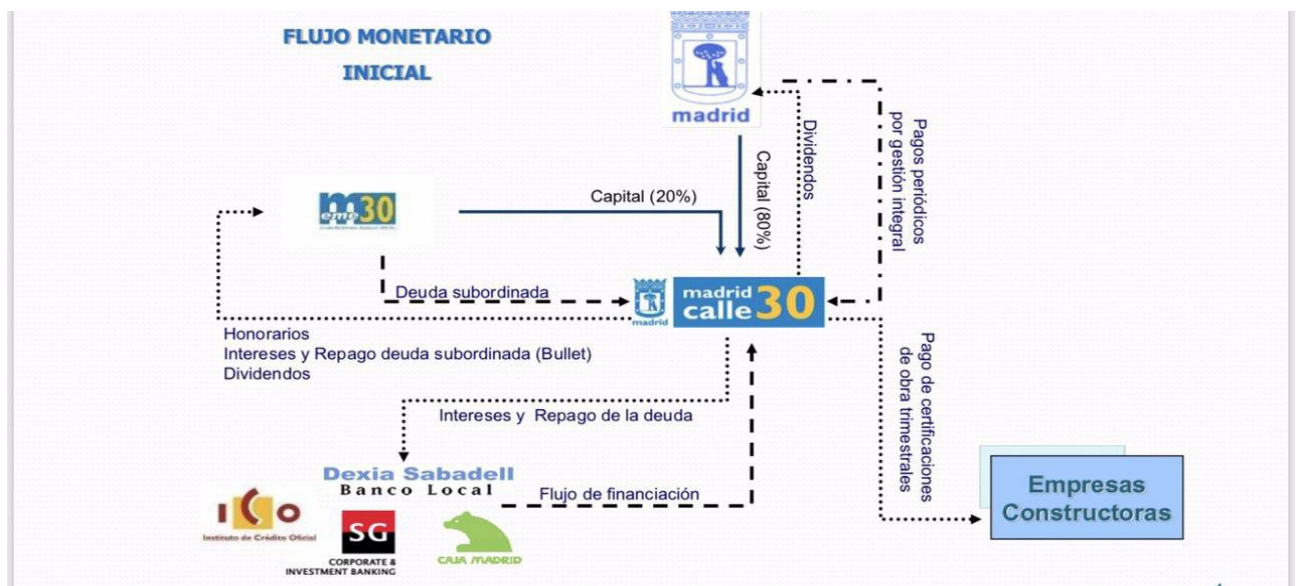 FLUJO MONETARIO
INICIAL
madrid
Dividendos
Pagos periódicos
por gestión integral
Capital (20%)
Capital (80%)
m
eme30
Deuda subordinada
madrid
madrid
calle 30
Honorarios
Intereses y Repago deuda subordinada (Bullet)
Dividendos
Pago de certificaciones
de obra trimestrales
Intereses y Repago de la deuda
Dexia Sabadell
Banco Local
Flujo de financiación
ICO
Instituto de Crédito Oficial
SG
CORPORATE &
INVESTMENT BANKING
CAJA MADRID
Empresas
Constructoras